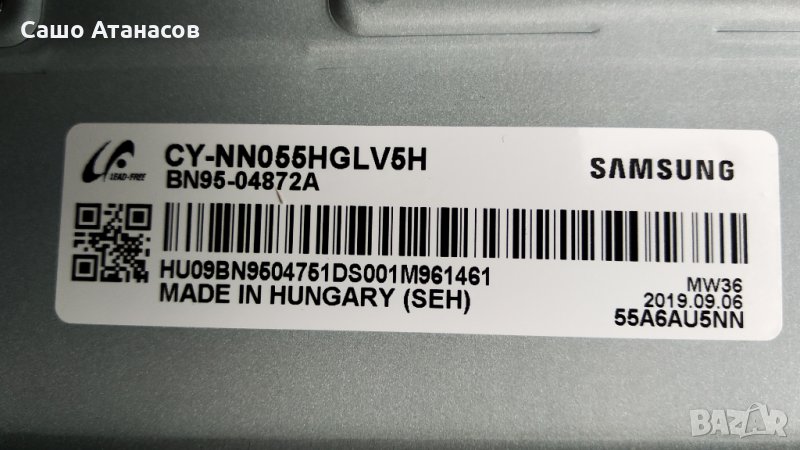 Сашо Атанасов
LEAD-FREE
CY-NN055HGLV5H
BN95-04872A
SAMSUNG
HU09BN9504751DS001M961461
MADE IN HUNGARY (SEH)
MW36
2019.09.06
55A6AU5NN
BAZAR